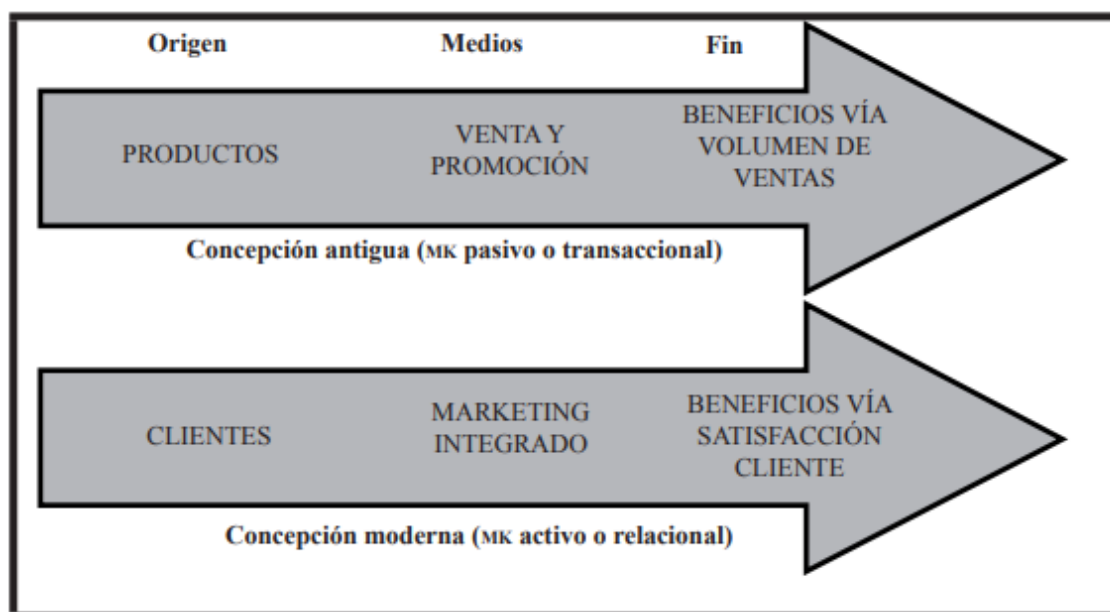 Origen Medios Fin
PRODUCTOS
VENTA Y
PROMOCIÓN
BENEFICIOS VÍA
VOLUMEN DE
VENTAS
Concepción antigua (MK pasivo o transaccional)
CLIENTES
MARKETING
INTEGRADO
BENEFICIOS VÍA
SATISFACCIÓN
CLIENTE
Concepción moderna (MK activo o relacional)